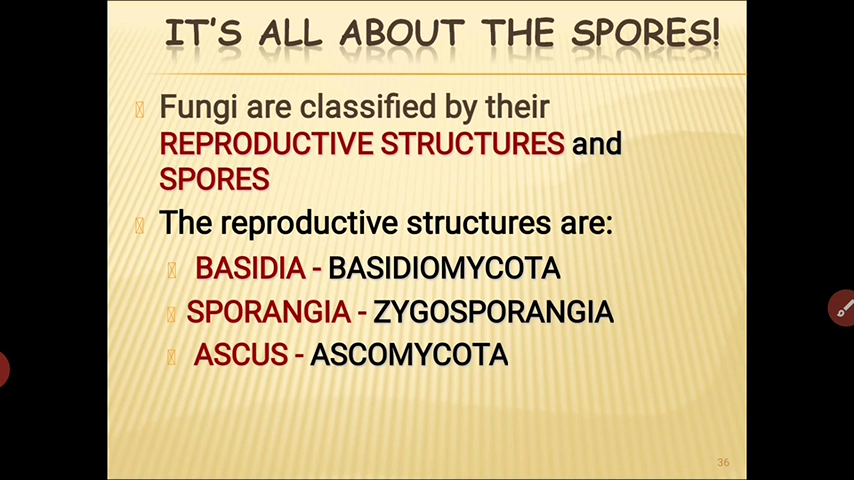 IT'S ALL ABOUT THE SPORES!
Fungi are classified by their
REPRODUCTIVE STRUCTURES and
SPORES
The reproductive structures are:
BASIDIA - BASIDIOMYCOTA
SPORANGIA - ZYGOSPORANGIA
ASCUS - ASCOMYCOTA
36